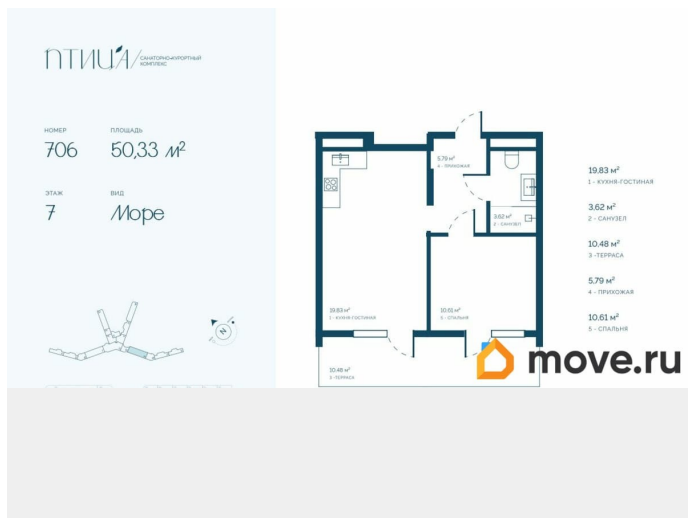 ПТИЦА/ САНАТОРНО-КУРОРТНЫЙ
КОМПЛЕКС
НОМЕР ПЛОЩАДЬ
706 50,33 м²
ЭТАЖ ВИД
7 Море
N
5.79 м²
4 - ПРИХОЖАЯ
3.62 м²
2 - САНУЗЕЛ
19.83 м²
1 - КУХНЯ-ГОСТИНАЯ
10.61 м²
5 - СПАЛЬНЯ
10.48 м²
3 -ТЕРРАСА
19.83 м²
1 - КУХНЯ-ГОСТИНАЯ
3,62 м²
2 - САНУЗЕЛ
10.48 м²
3 -ТЕРРАСА
5.79 м²
4 - ПРИХОЖАЯ
10.61 м²
5 - СПАЛЬНЯ
move.ru